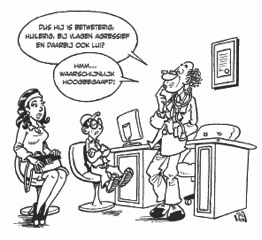 DUS HIJ IS BETWETERIG,
HUILERIG, BIJ VLAGEN AGRESSIEF
EN DAARBIJ OOK LUI?
HMM...
WAARSCHIJNLIJK
HOOGBEGAAFD!